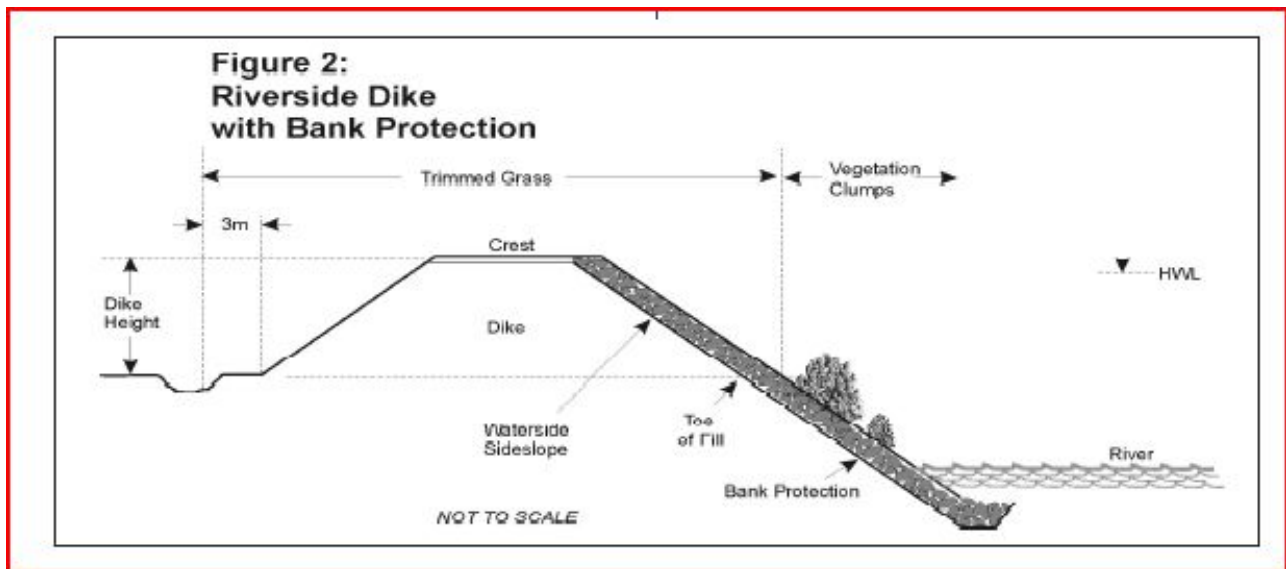 Figure 2:
Riverside Dike
with Bank Protection
Trimmed Grass
Vegetation
Clumps
3m
Crest
HWL
Dike
Height
Dike
Waterside
Sideslope
Toe
of Fill
River
Bank Protection
NOT TO SCALE